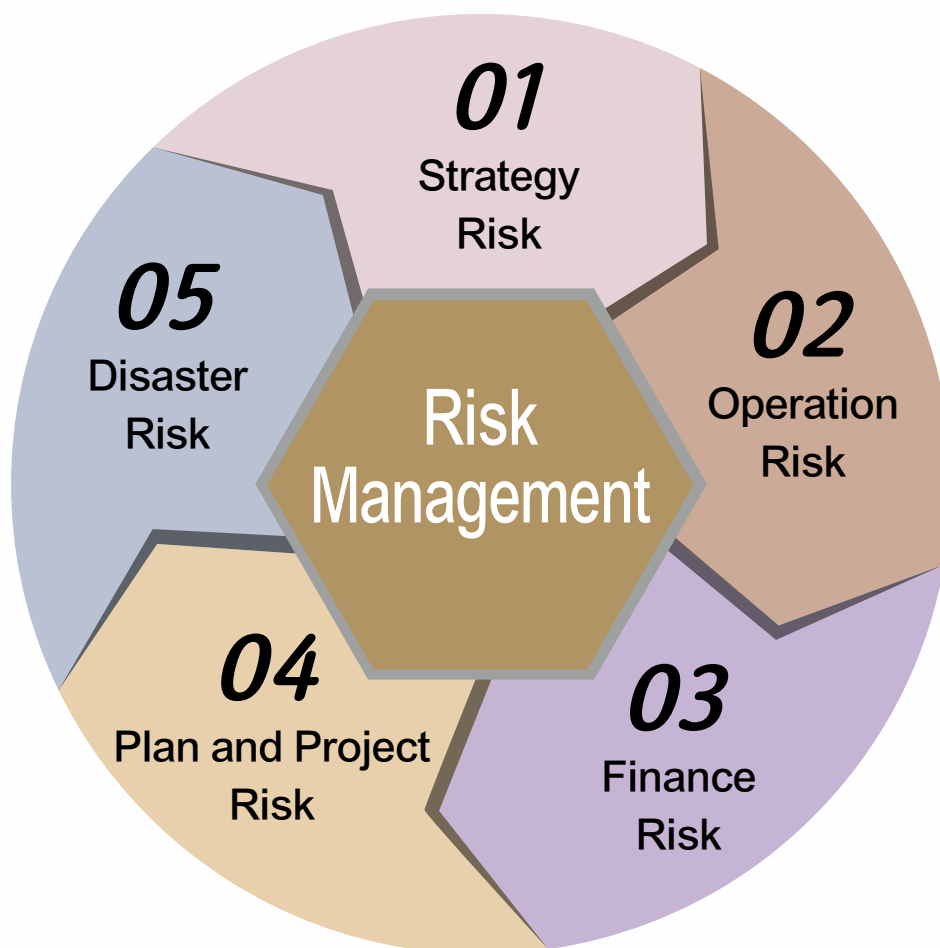 01
Strategy
Risk
02
Operation
Risk
03
Finance
Risk
04
Plan and Project
Risk
05
Disaster
Risk
Risk
Management